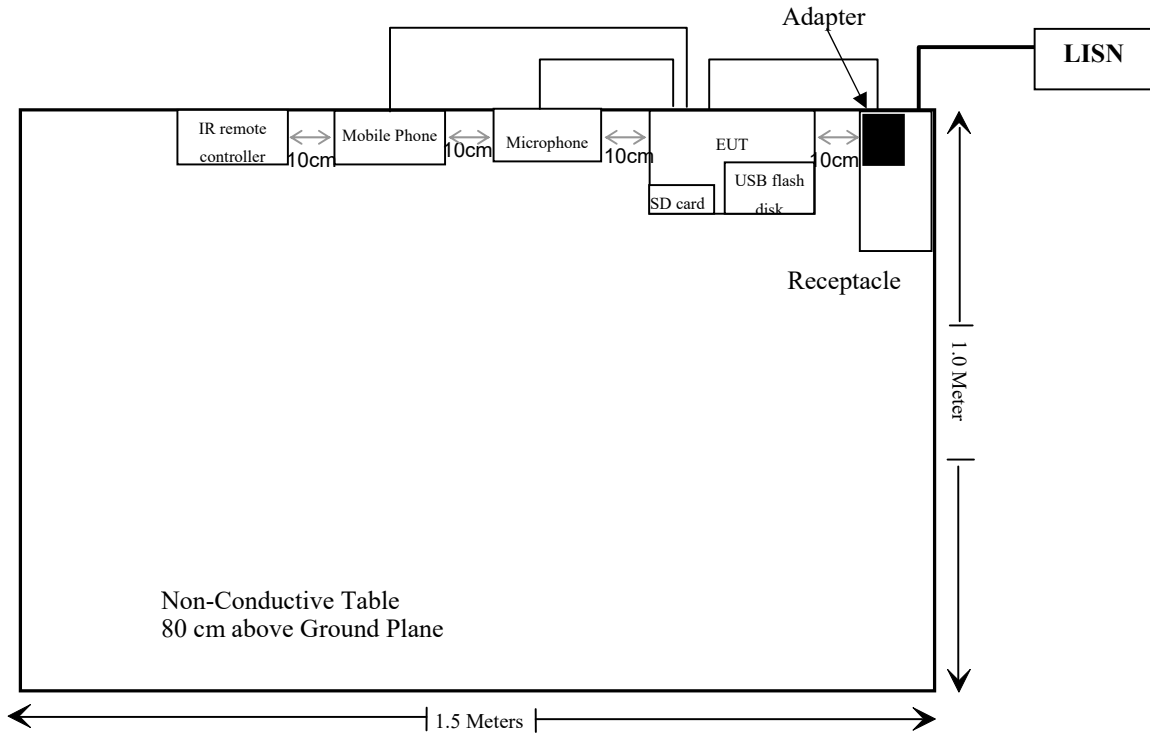 Adapter
LISN
IR remote
controller
10cm
Mobile Phone
10cm
Microphone
10cm
EUT
USB flash
disk
SD card
10cm
Receptacle
1.0 Meter
Non-Conductive Table
80 cm above Ground Plane
1.5 Meters